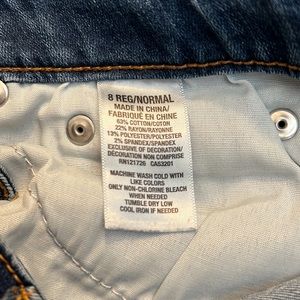 8 REG/NORMAL
MADE IN CHINA/
FABRIQUÉ EN CHINE
63% COTTON/COTON
22% RAYON/RAYONNE
13% POLYESTER/POLYESTER
2% SPANDEX/SPANDEX
EXCLUSIVE OF DECORATION/
DÉCORATION NON COMPRISE
RN121726 CA53201
MACHINE WASH COLD WITH
LIKE COLORS
ONLY NON-CHLORINE BLEACH
WHEN NEEDED
TUMBLE DRY LOW
COOL IRON IF NEEDED